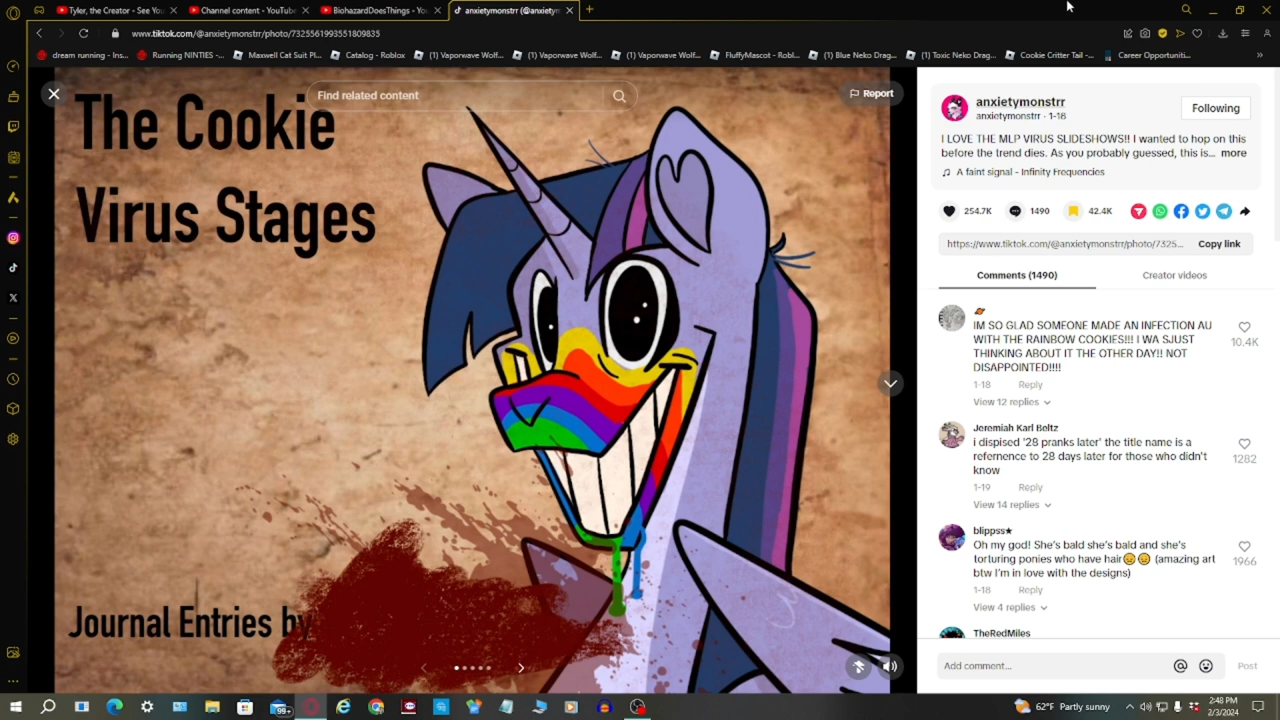 Tyler, the Creator - See You
Channel content - YouTube
BiohazardDoesThings - You
anxietymonstrr (@anxietym
www.tiktok.com/@anxietymonstrr/photo/7325561993551809835
dream running - Ins...
Running NINTIES -...
Maxwell Cat Suit Pl...
Catalog - Roblox
(1) Vaporwave Wolf...
(1) Vaporwave Wolf...
(1) Vaporwave Wolf...
FluffyMascot - Robl...
(1) Blue Neko Drag...
(1) Toxic Neko Drag...
Cookie Critter Tail -...
Career Opportuniti...
Find related content
Report
The Cookie
Virus Stages
Journal Entries by
anxietymonstrr
anxietymonstrr · 1-18
Following
I LOVE THE MLP VIRUS SLIDESHOWS!! I wanted to hop on this
before the trend dies. As you probably guessed, this is... more
A faint signal - Infinity Frequencies
254.7K
1490
42.4K
https://www.tiktok.com/@anxietymonstrr/photo/7325...
Copy link
Comments (1490)
Creator videos
IM SO GLAD SOMEONE MADE AN INFECTION AU
WITH THE RAINBOW COOKIES!!! I WA SJUST
THINKING ABOUT IT THE OTHER DAY!! NOT
DISAPPOINTED!!!!
10.4K
1-18 Reply
View 12 replies
Jeremiah Karl Beltz
i dispised '28 pranks later' the title name is a
refernence to 28 days later for those who didn't
know
1282
1-19 Reply
View 14 replies
blippss★
Oh my god! She's bald she's bald and she's
torturing ponies who have hair😥😥 (amazing art
btw I'm in love with the designs)
1966
1-18 Reply
View 4 replies
TheRedMiles
Add comment...
Post
99+
62°F Partly sunny
2:48 PM
2/3/2024